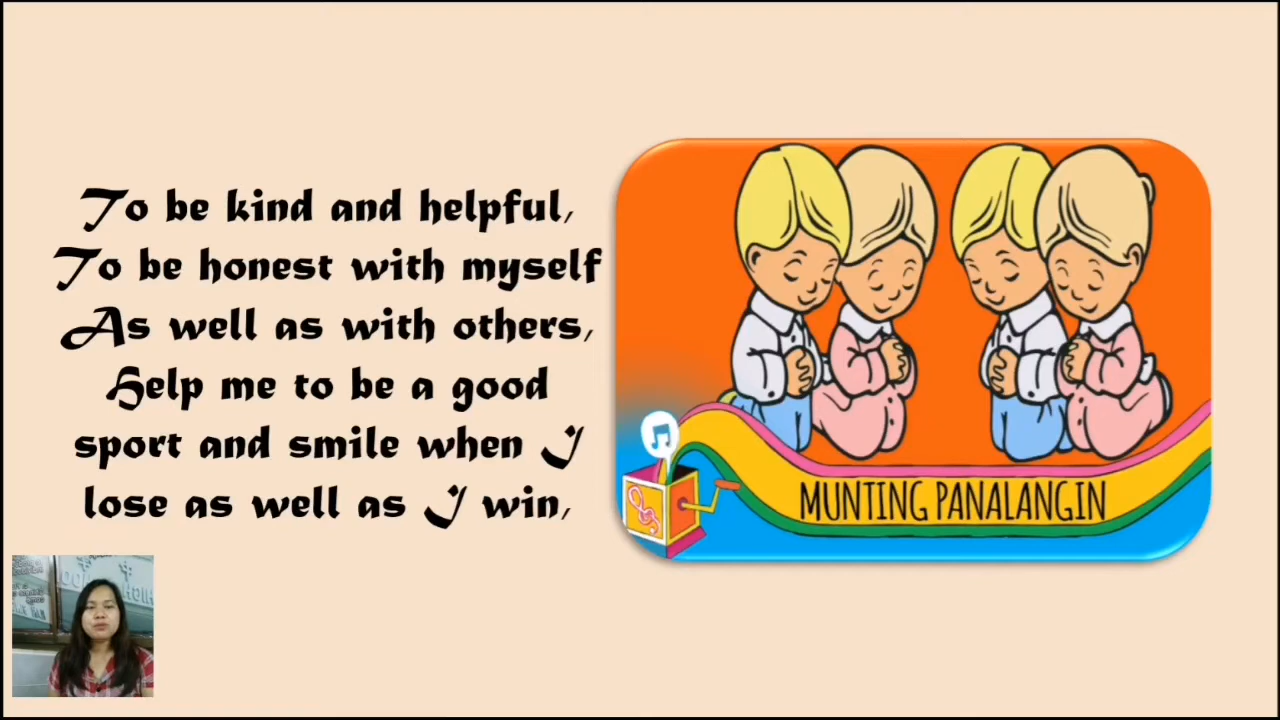 To be kind and helpful,
To be honest with myself
As well as with others,
Help me to be a good
sport and smile when I
lose as well as I win,
MUNTING PANALANGIN